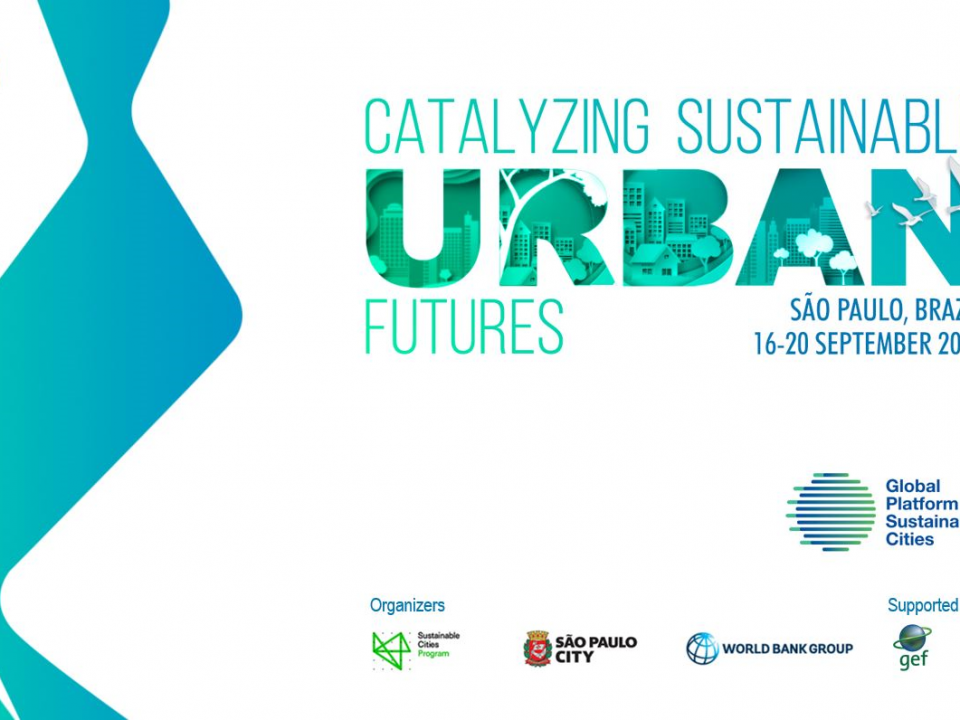 CATALYZING SUSTAINABL
URBAN
FUTURES
SÃO PAULO, BRAZ
16-20 SEPTEMBER 20
Global
Platform
Sustaina
Cities
Organizers
Supported
Sustainable
Cities
Program
SÃO PAULO
CITY
WORLD BANK GROUP
gef